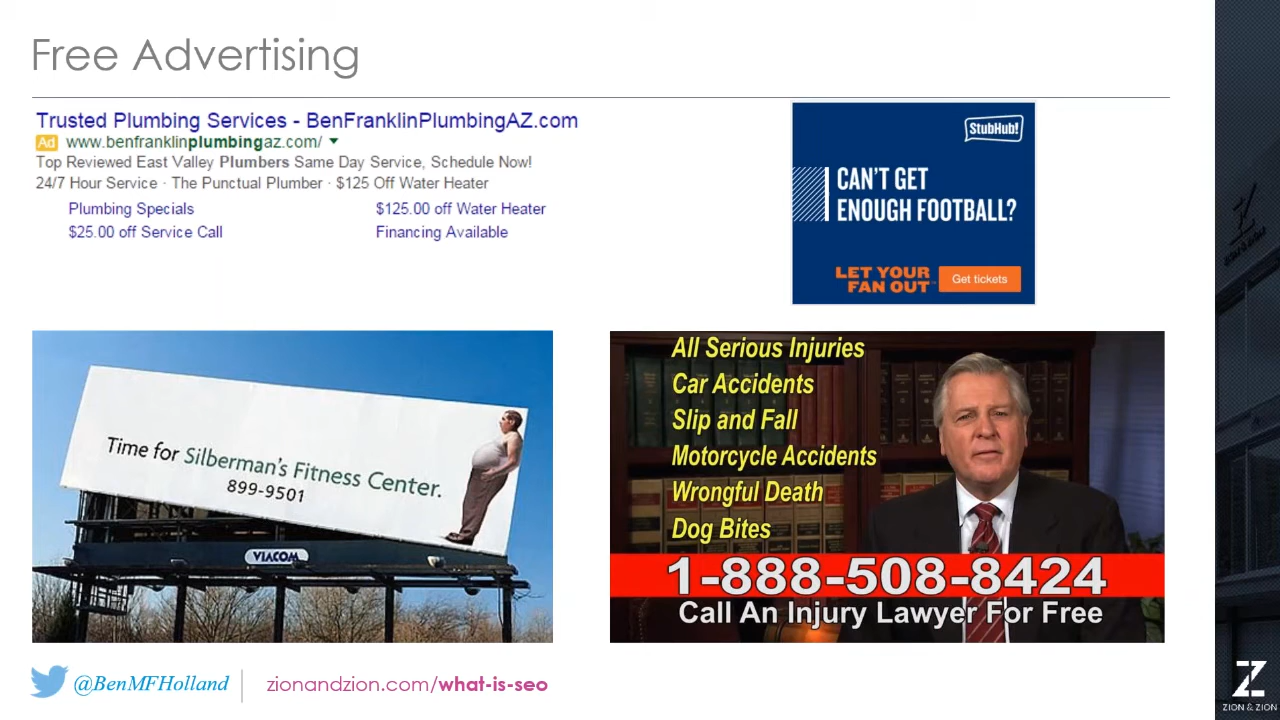 Free Advertising
Trusted Plumbing Services - BenFranklinPlumbingAZ.com
Ad www.benfranklinplumbingaz.com/
Top Reviewed East Valley Plumbers Same Day Service, Schedule Now!
24/7 Hour Service · The Punctual Plumber · $125 Off Water Heater
Plumbing Specials
$125.00 off Water Heater
$25.00 off Service Call
Financing Available
StubHub!
CAN'T GET
ENOUGH FOOTBALL?
LET YOUR
FAN OUT™
Get tickets
Time for Silberman's Fitness Center.
899-9501
VIACOM
All Serious Injuries
Car Accidents
Slip and Fall
Motorcycle Accidents
Wrongful Death
Dog Bites
1-888-508-8424
Call An Injury Lawyer For Free
@BenMFHolland
zionandzion.com/what-is-seo
Z
ZION & ZION